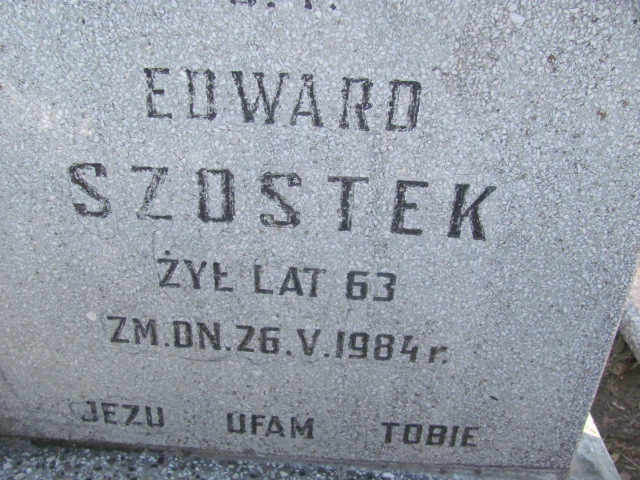 EDWARD
SZOSTEK
ŻYŁ LAT 63
ZM.DN.26.V.1984 r.
JEZU UFAM TOBIE